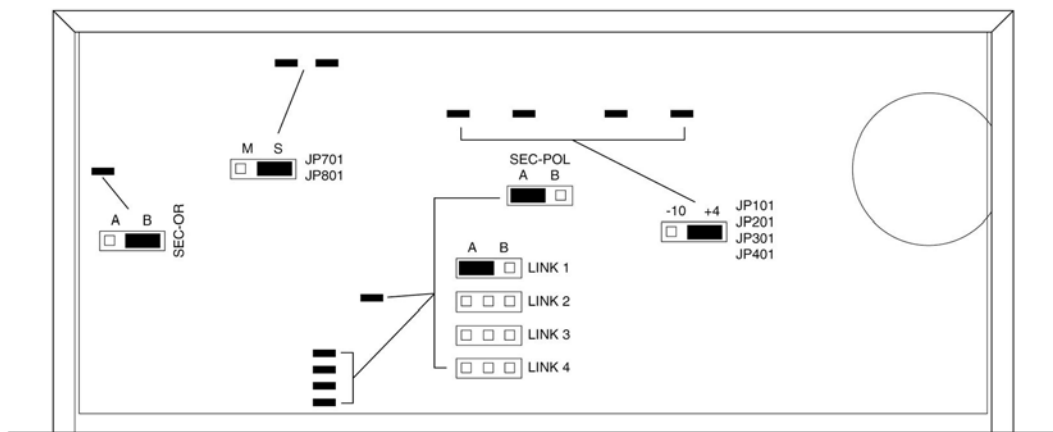 M S
JP701
JP801
SEC-POL
A B
A B
SEC-OR
-10 +4
JP101
JP201
JP301
JP401
A B
LINK 1
LINK 2
LINK 3
LINK 4